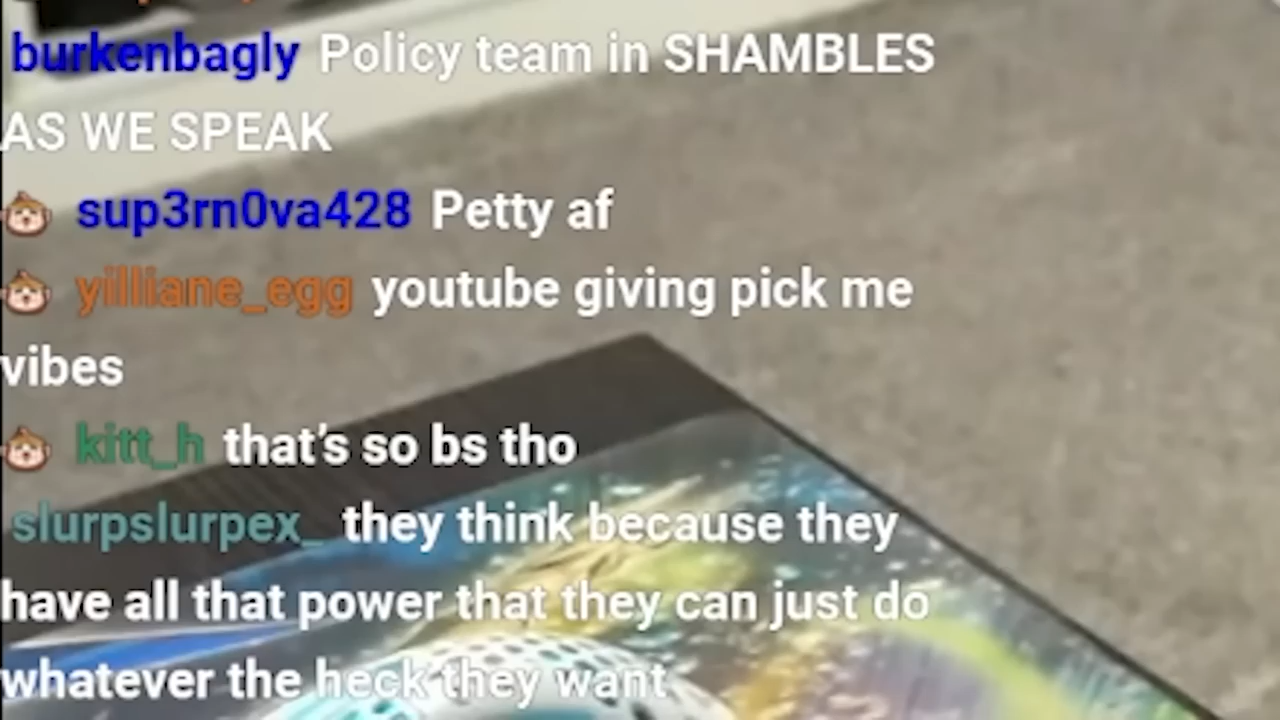 burkenbagly Policy team in SHAMBLES
AS WE SPEAK
sup3rn0va428 Petty af
yilliane_egg youtube giving pick me
vibes
kitt_h that's so bs tho
slurpslurpex_ they think because they
have all that power that they can just do
whatever the heck they want